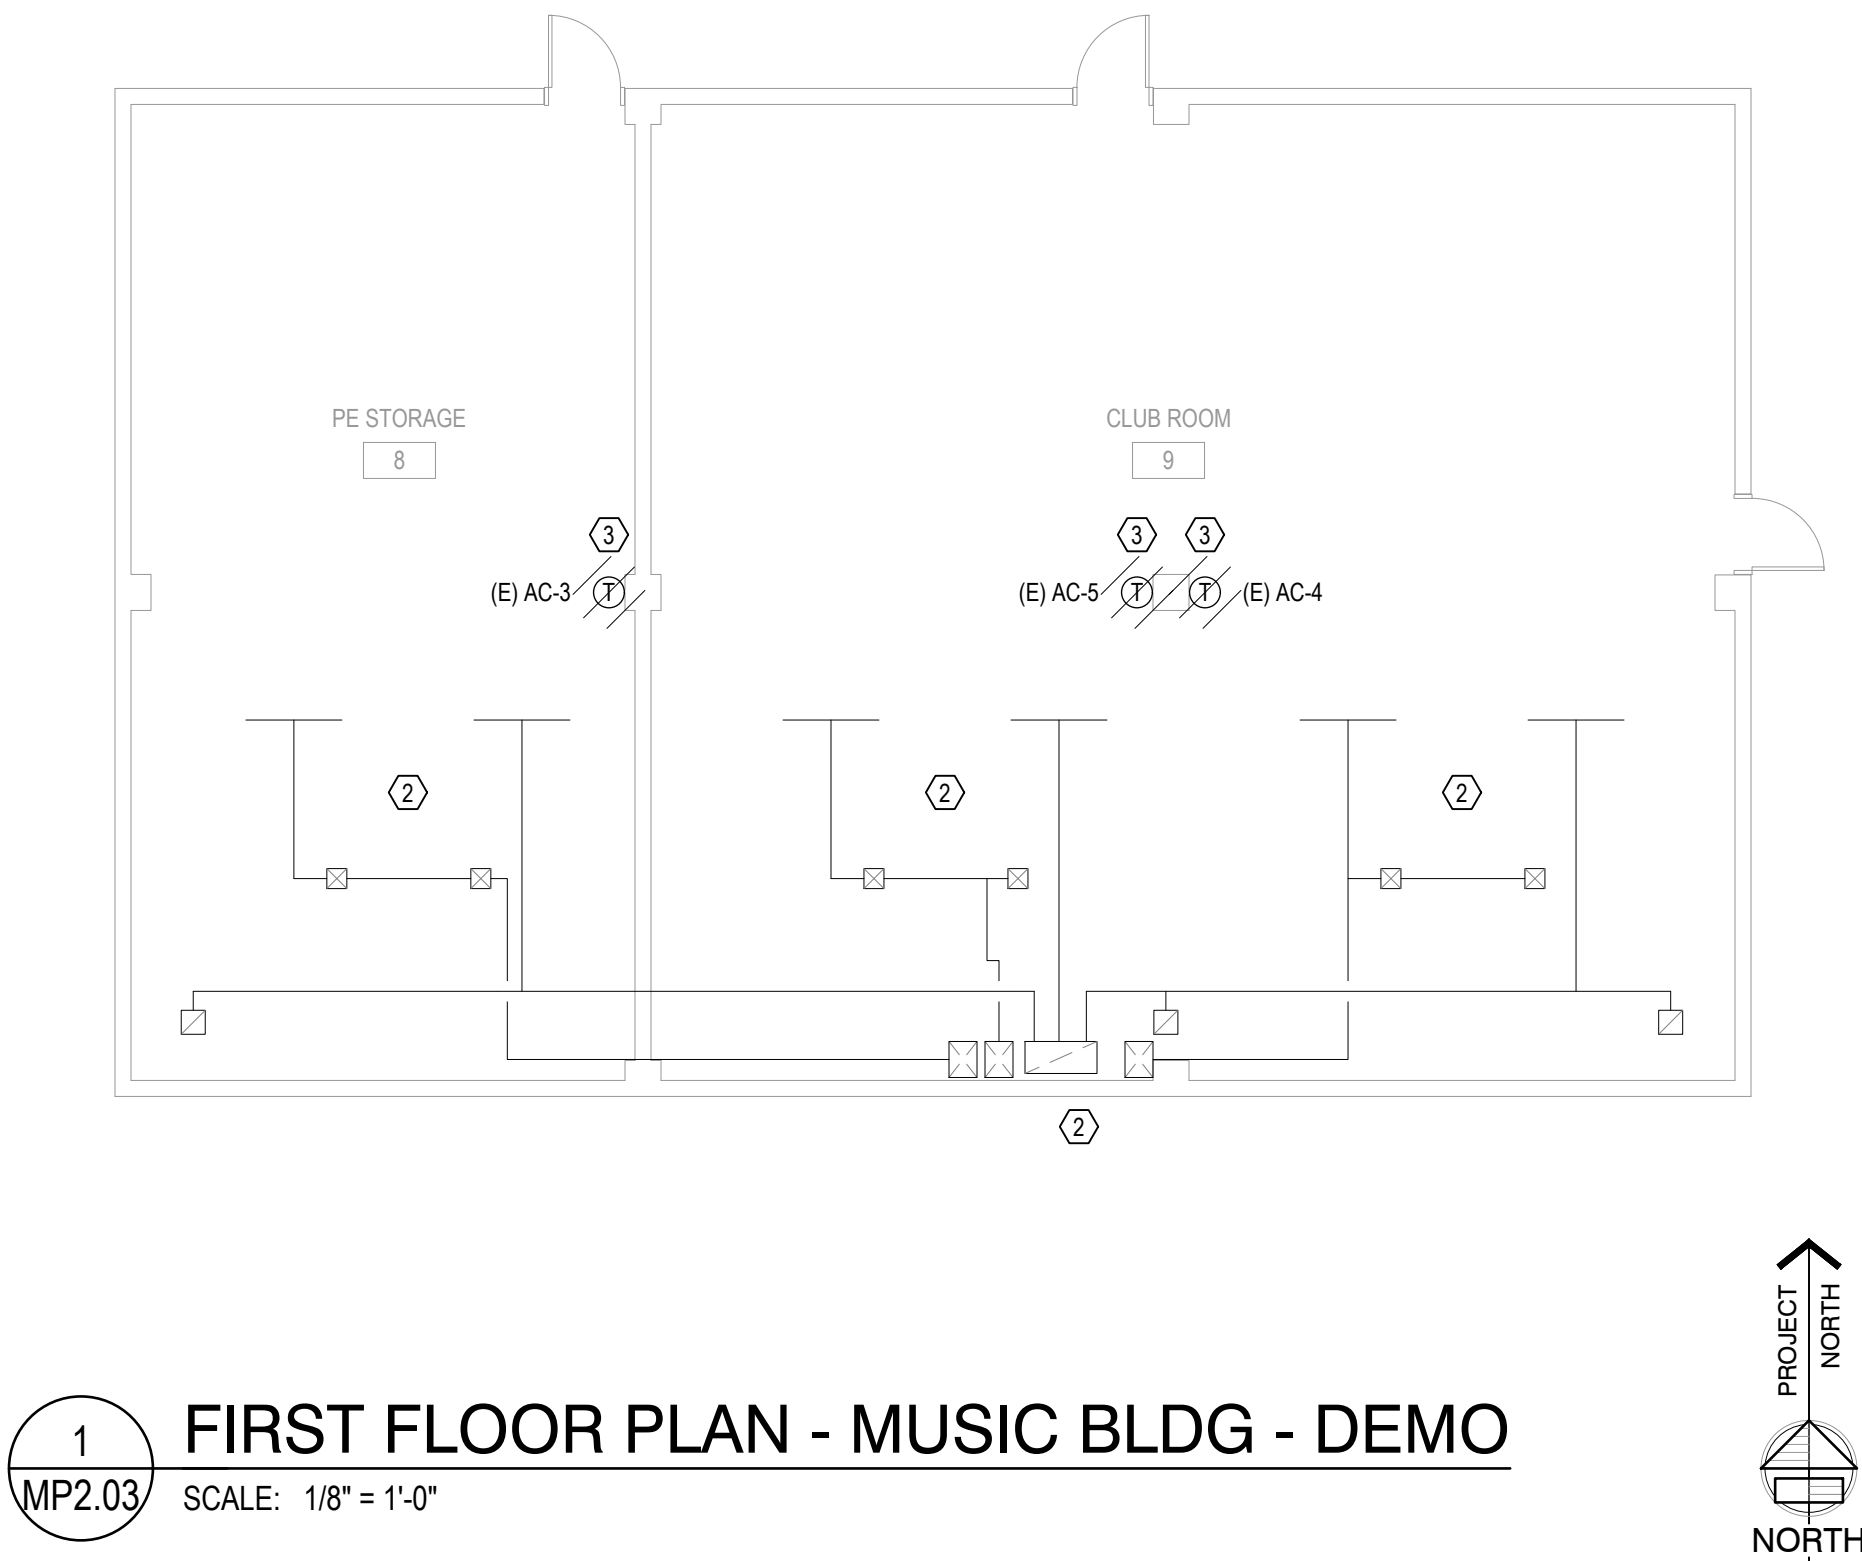 PE STORAGE
8
CLUB ROOM
9
3
3
3
(E) AC-3
T
(E) AC-5
T
T
(E) AC-4
2
2
2
2
PROJECT
NORTH
1
MP2.03
FIRST FLOOR PLAN - MUSIC BLDG - DEMO
SCALE: 1/8" = 1'-0"
NORTH